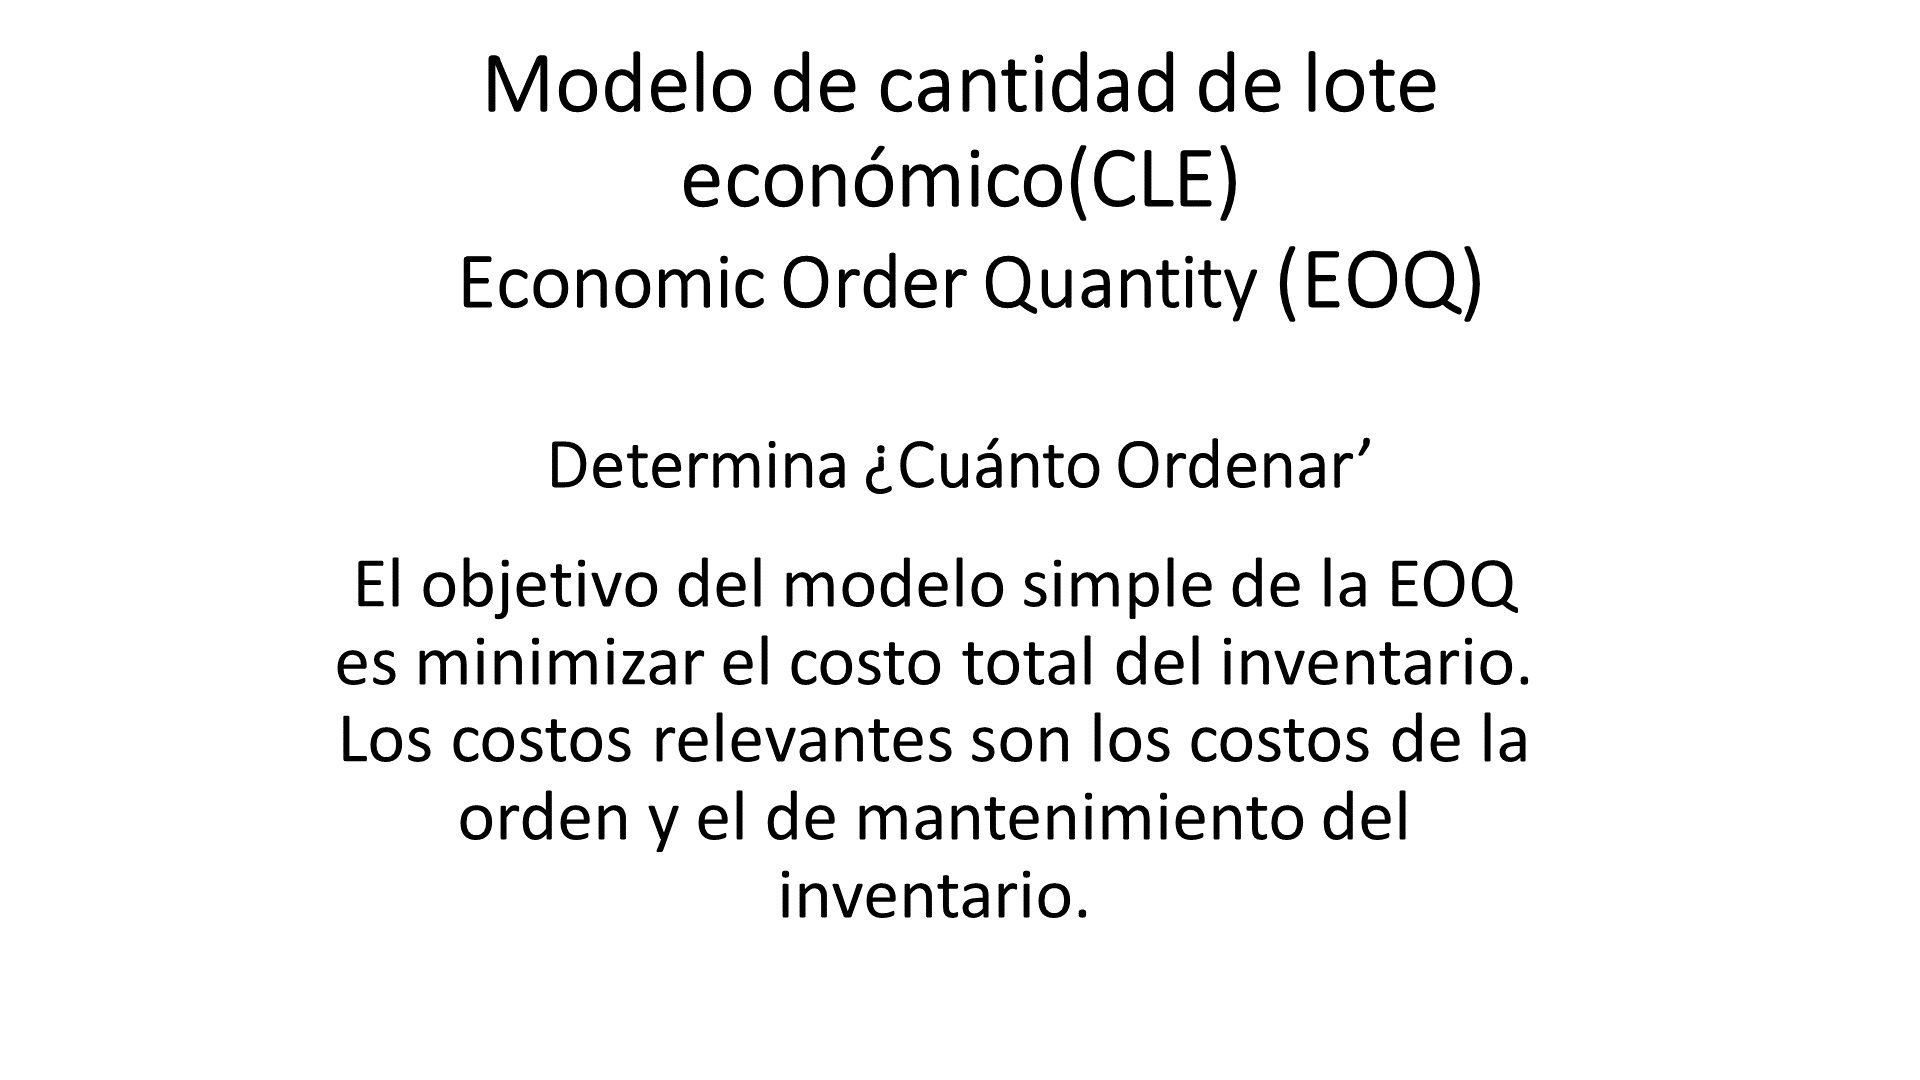 Modelo de cantidad de lote
económico(CLE)
Economic Order Quantity (EOQ)
Determina ¿Cuánto Ordenar’
El objetivo del modelo simple de la EOQ
es minimizar el costo total del inventario.
Los costos relevantes son los costos de la
orden y el de mantenimiento del
inventario.